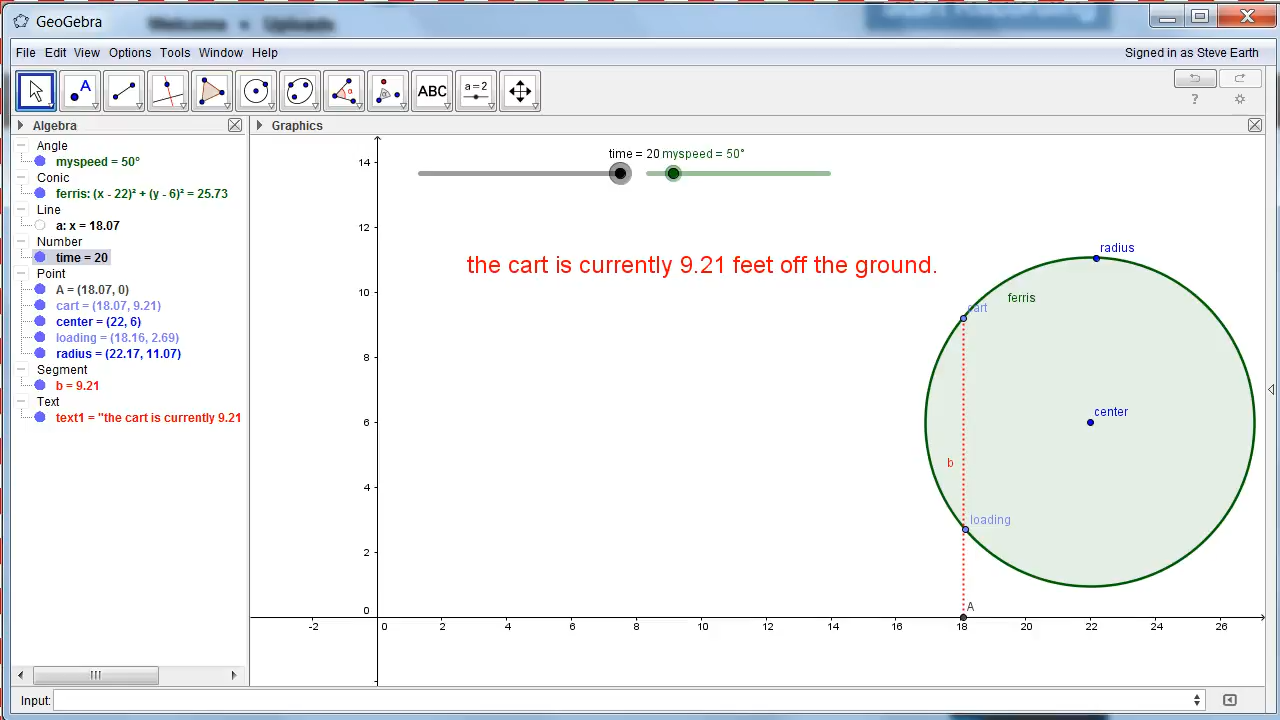 GeoGebra
File Edit View Options Tools Window Help
Signed in as Steve Earth
A
α
ABC
a=2
?
Algebra
Graphics
Angle
myspeed = 50°
Conic
ferris: (x - 22)² + (y - 6)² = 25.73
Line
a: x = 18.07
Number
time = 20
Point
A = (18.07, 0)
cart = (18.07, 9.21)
center = (22, 6)
loading = (18.16, 2.69)
radius = (22.17, 11.07)
Segment
b = 9.21
Text
text1 = "the cart is currently 9.21
time = 20
myspeed = 50°
the cart is currently 9.21 feet off the ground.
radius
ferris
cart
center
b
loading
A
14
12
10
8
6
4
2
0
-2 0 2 4 6 8 10 12 14 16 18 20 22 24 26
Input: